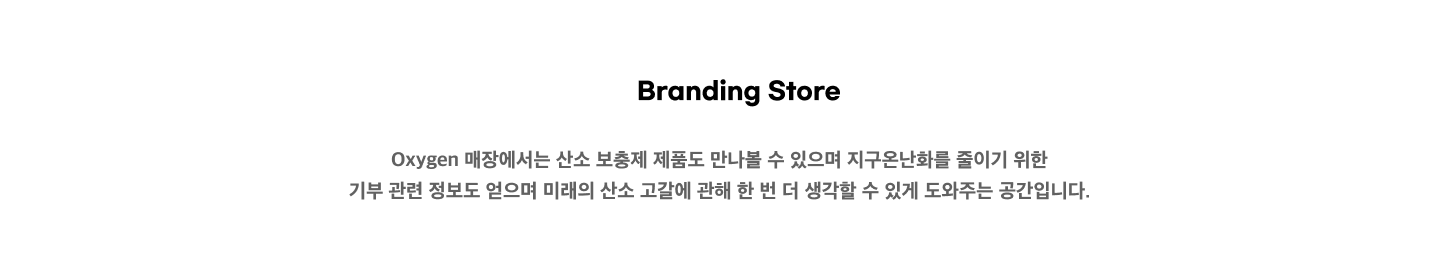 Branding Store
Oxygen 매장에서는 산소 보충제 제품도 만나볼 수 있으며 지구온난화를 줄이기 위한
기부 관련 정보도 얻으며 미래의 산소 고갈에 관해 한 번 더 생각할 수 있게 도와주는 공간입니다.